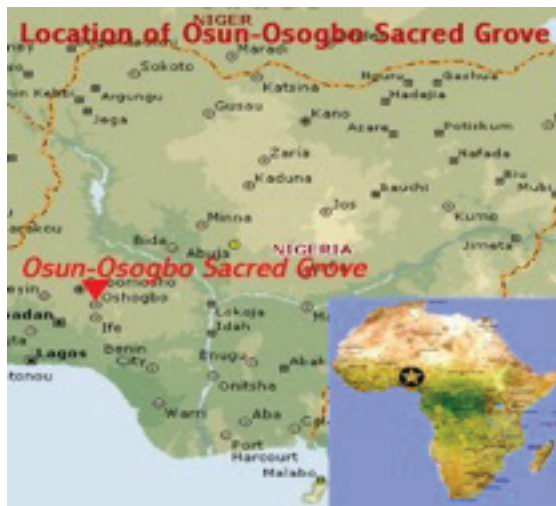 NIGER
Location of Osun-Osogbo Sacred Grove
Maradi
Sokoto
Katsina
Nguru
Gashua
Hadejia
Argungu
Jega
Gusau
Kano
Azare
Potiskum
Zaria
Nafada
Kaduna
Biu
Bauchi
Mubi
Jos
Kumo
Minna
Bida
Abuja
NIGERIA
Jimeta
Osun-Osogbo Sacred Grove
Oshogbo
Lokoja
Ife
Idah
Lagos
Benin
City
Enugu
Onitsha
Warri
Aba
Port
Harcourt
Malabo